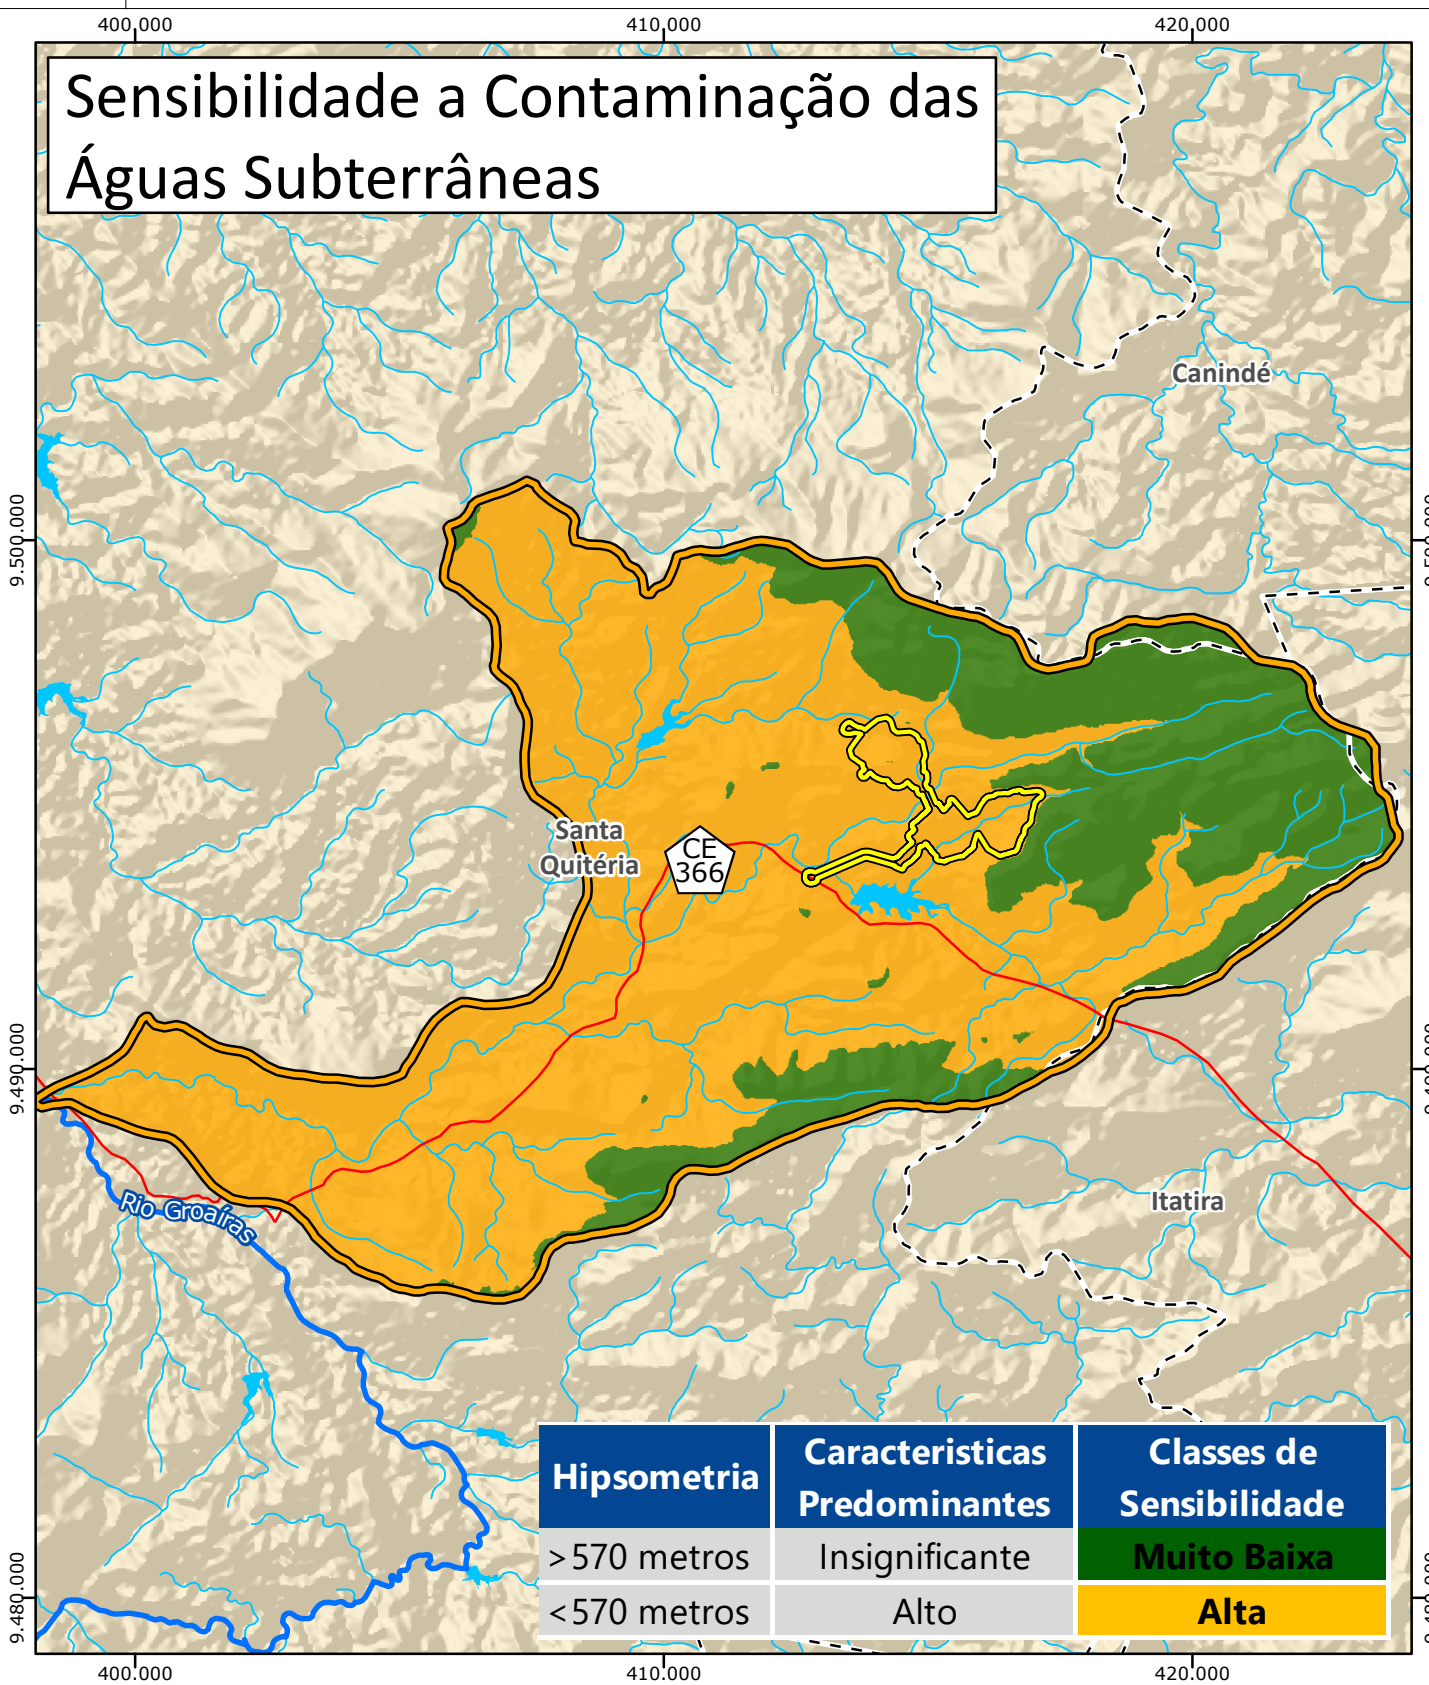 400.000
410.000
420.000
Sensibilidade a Contaminação das
Águas Subterrâneas
Canindé
9.500.000
Santa
Quitéria
CE
366
9.490.000
Rio Groaíras
Itatira
Hipsometria
Caracteristicas
Predominantes
Classes de
Sensibilidade
>570 metros
Insignificante
Muito Baixa
<570 metros
Alto
Alta
9.480.000
400.000
410.000
420.000